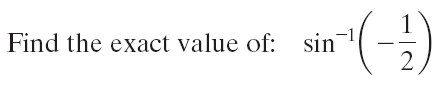 Find the exact value of: sin⁻¹(−1/2)